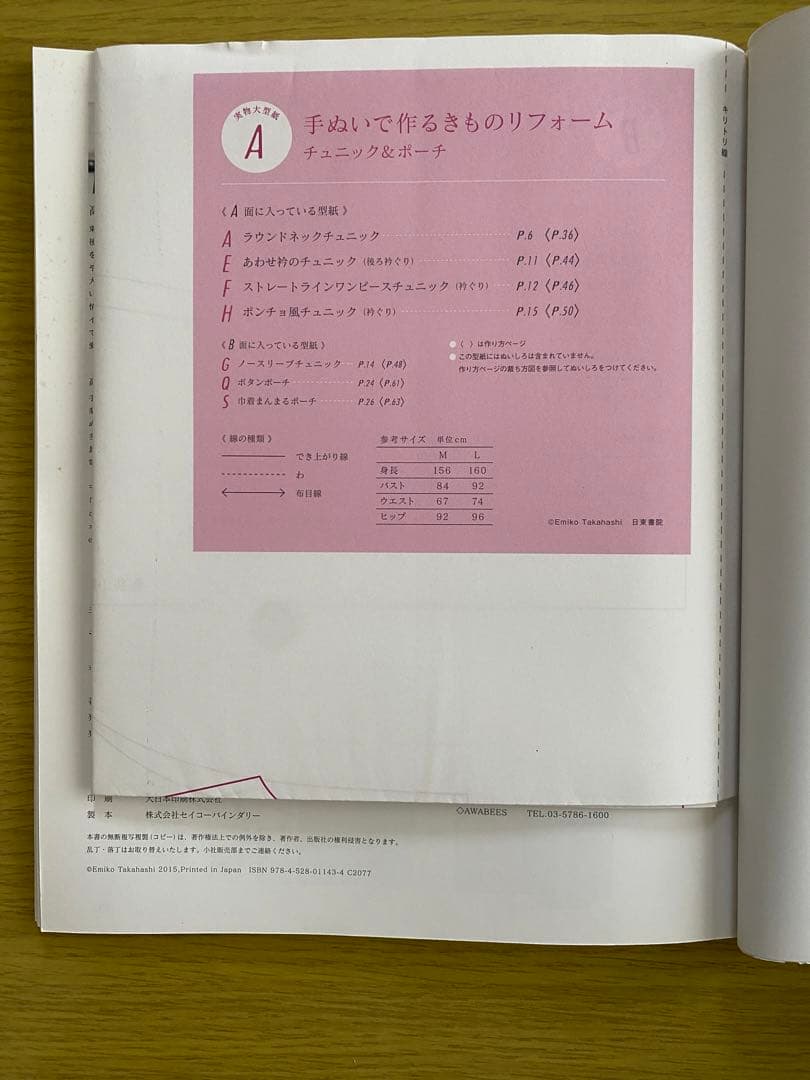 実物大型紙
A
手ぬいで作るきものリフォーム
チュニック&ポーチ
《 A 面に入っている型紙 》
A ラウンドネックチュニック P.6 〈P.36〉
E あわせ衿のチュニック（後ろ衿ぐり） P.11 〈P.44〉
F ストレートラインワンピースチュニック（衿ぐり） P.12 〈P.46〉
H ポンチョ風チュニック（衿ぐり） P.15 〈P.50〉
《 B 面に入っている型紙 》
G ノースリーブチュニック P.14 〈P.48〉
Q ボタンポーチ P.24 〈P.61〉
S 巾着まんまるポーチ P.26 〈P.63〉
●〈 〉は作り方ページ
●この型紙にはぬいしろは含まれていません。
作り方ページの裁ち方図を参照してぬいしろをつけてください。
《 線の種類 》
でき上がり線
わ
布目線
参考サイズ 単位cm
M L
身長 156 160
バスト 84 92
ウエスト 67 74
ヒップ 92 96
©Emiko Takahashi 日東書院
キリトリ線
印 刷 大日本印刷株式会社
製 本 株式会社セイコーバインダリー
◇AWABEES TEL.03-5786-1600
本書の無断複写複製（コピー）は、著作権法上での例外を除き、著作者、出版社の権利侵害となります。
乱丁・落丁はお取り替えいたします。小社販売部までご連絡ください。
©Emiko Takahashi 2015,Printed in Japan ISBN 978-4-528-01143-4 C2077